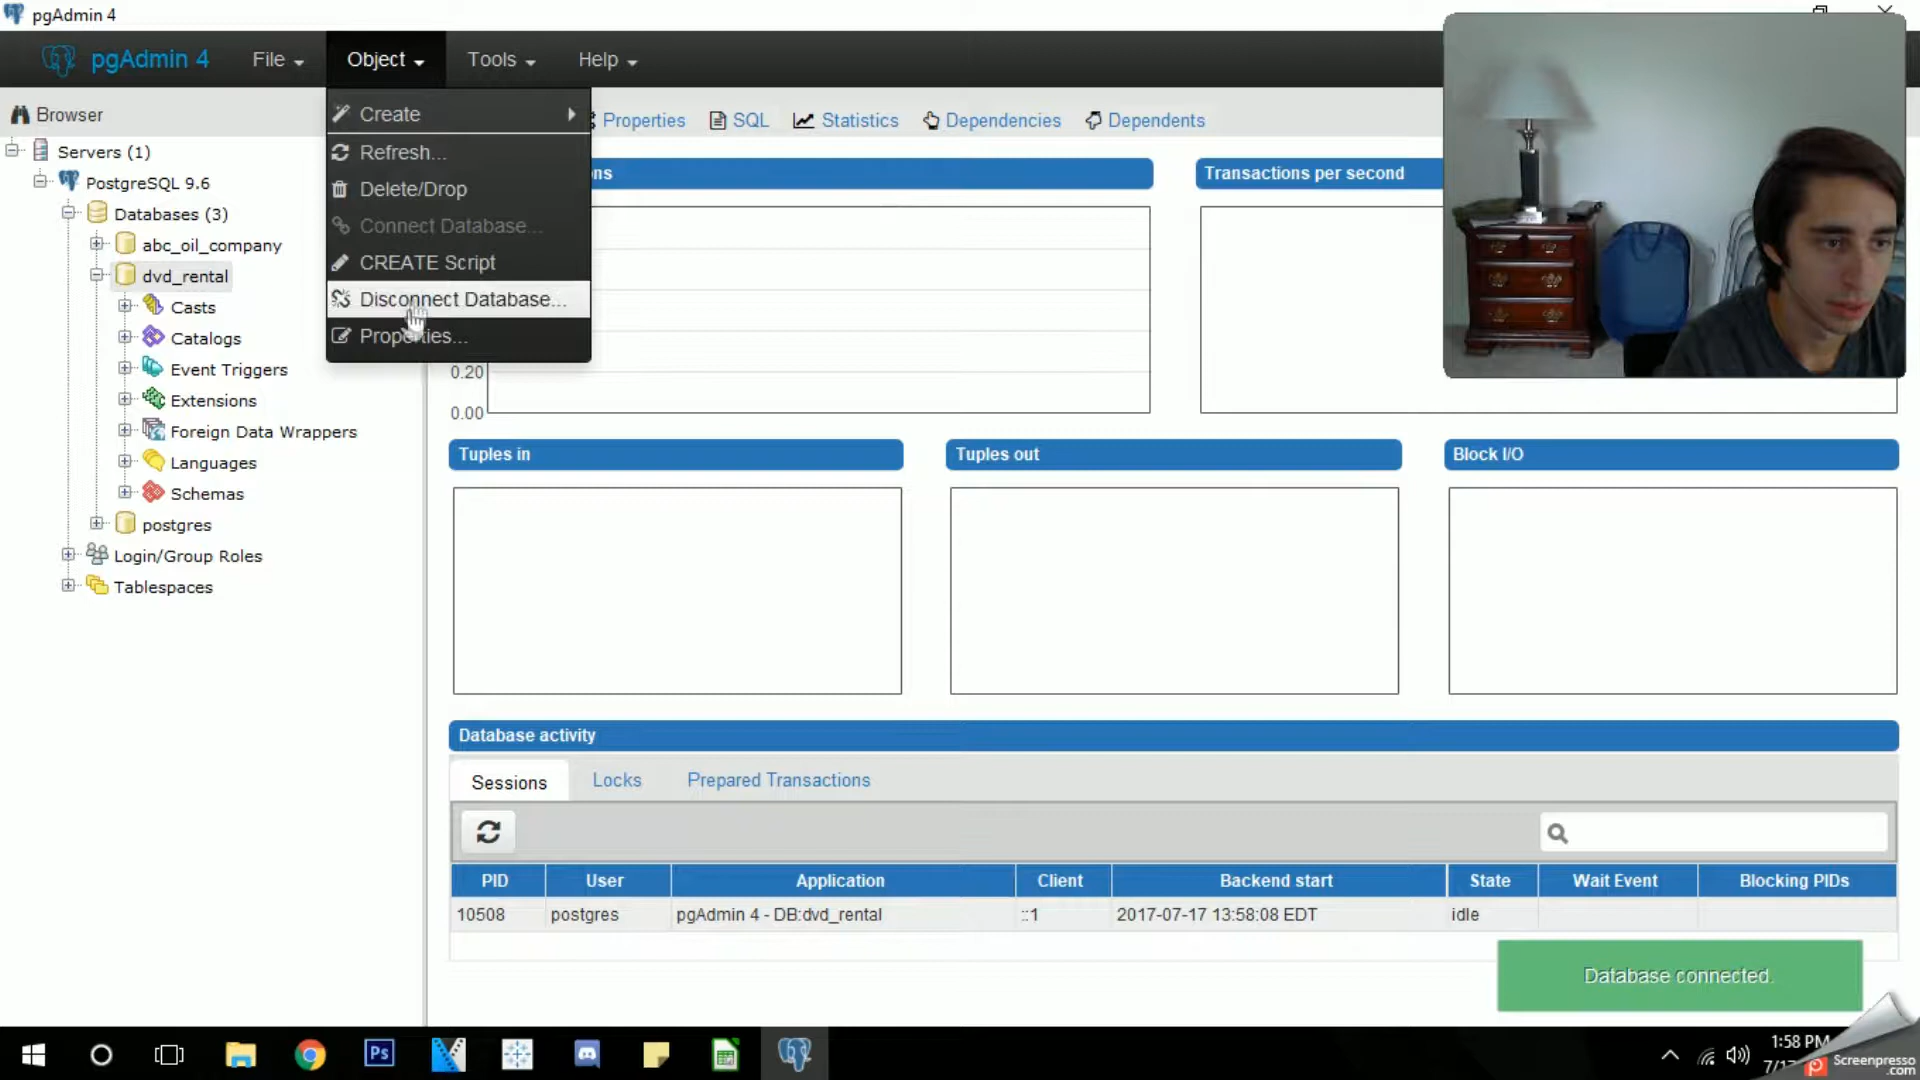 pgAdmin 4
pgAdmin 4
File
Object
Tools
Help
Browser
Servers (1)
PostgreSQL 9.6
Databases (3)
abc_oil_company
dvd_rental
Casts
Catalogs
Event Triggers
Extensions
Foreign Data Wrappers
Languages
Schemas
postgres
Login/Group Roles
Tablespaces
Create
Refresh...
Delete/Drop
Connect Database...
CREATE Script
Disconnect Database...
Properties...
Properties
SQL
Statistics
Dependencies
Dependents
Transactions per second
0.20
0.00
Tuples in
Tuples out
Block I/O
Database activity
Sessions
Locks
Prepared Transactions
PID User Application Client Backend start State Wait Event Blocking PIDs
10508 postgres pgAdmin 4 - DB:dvd_rental ::1 2017-07-17 13:58:08 EDT idle
Database connected.
Ps
1:58 PM
Screenpresso
.com